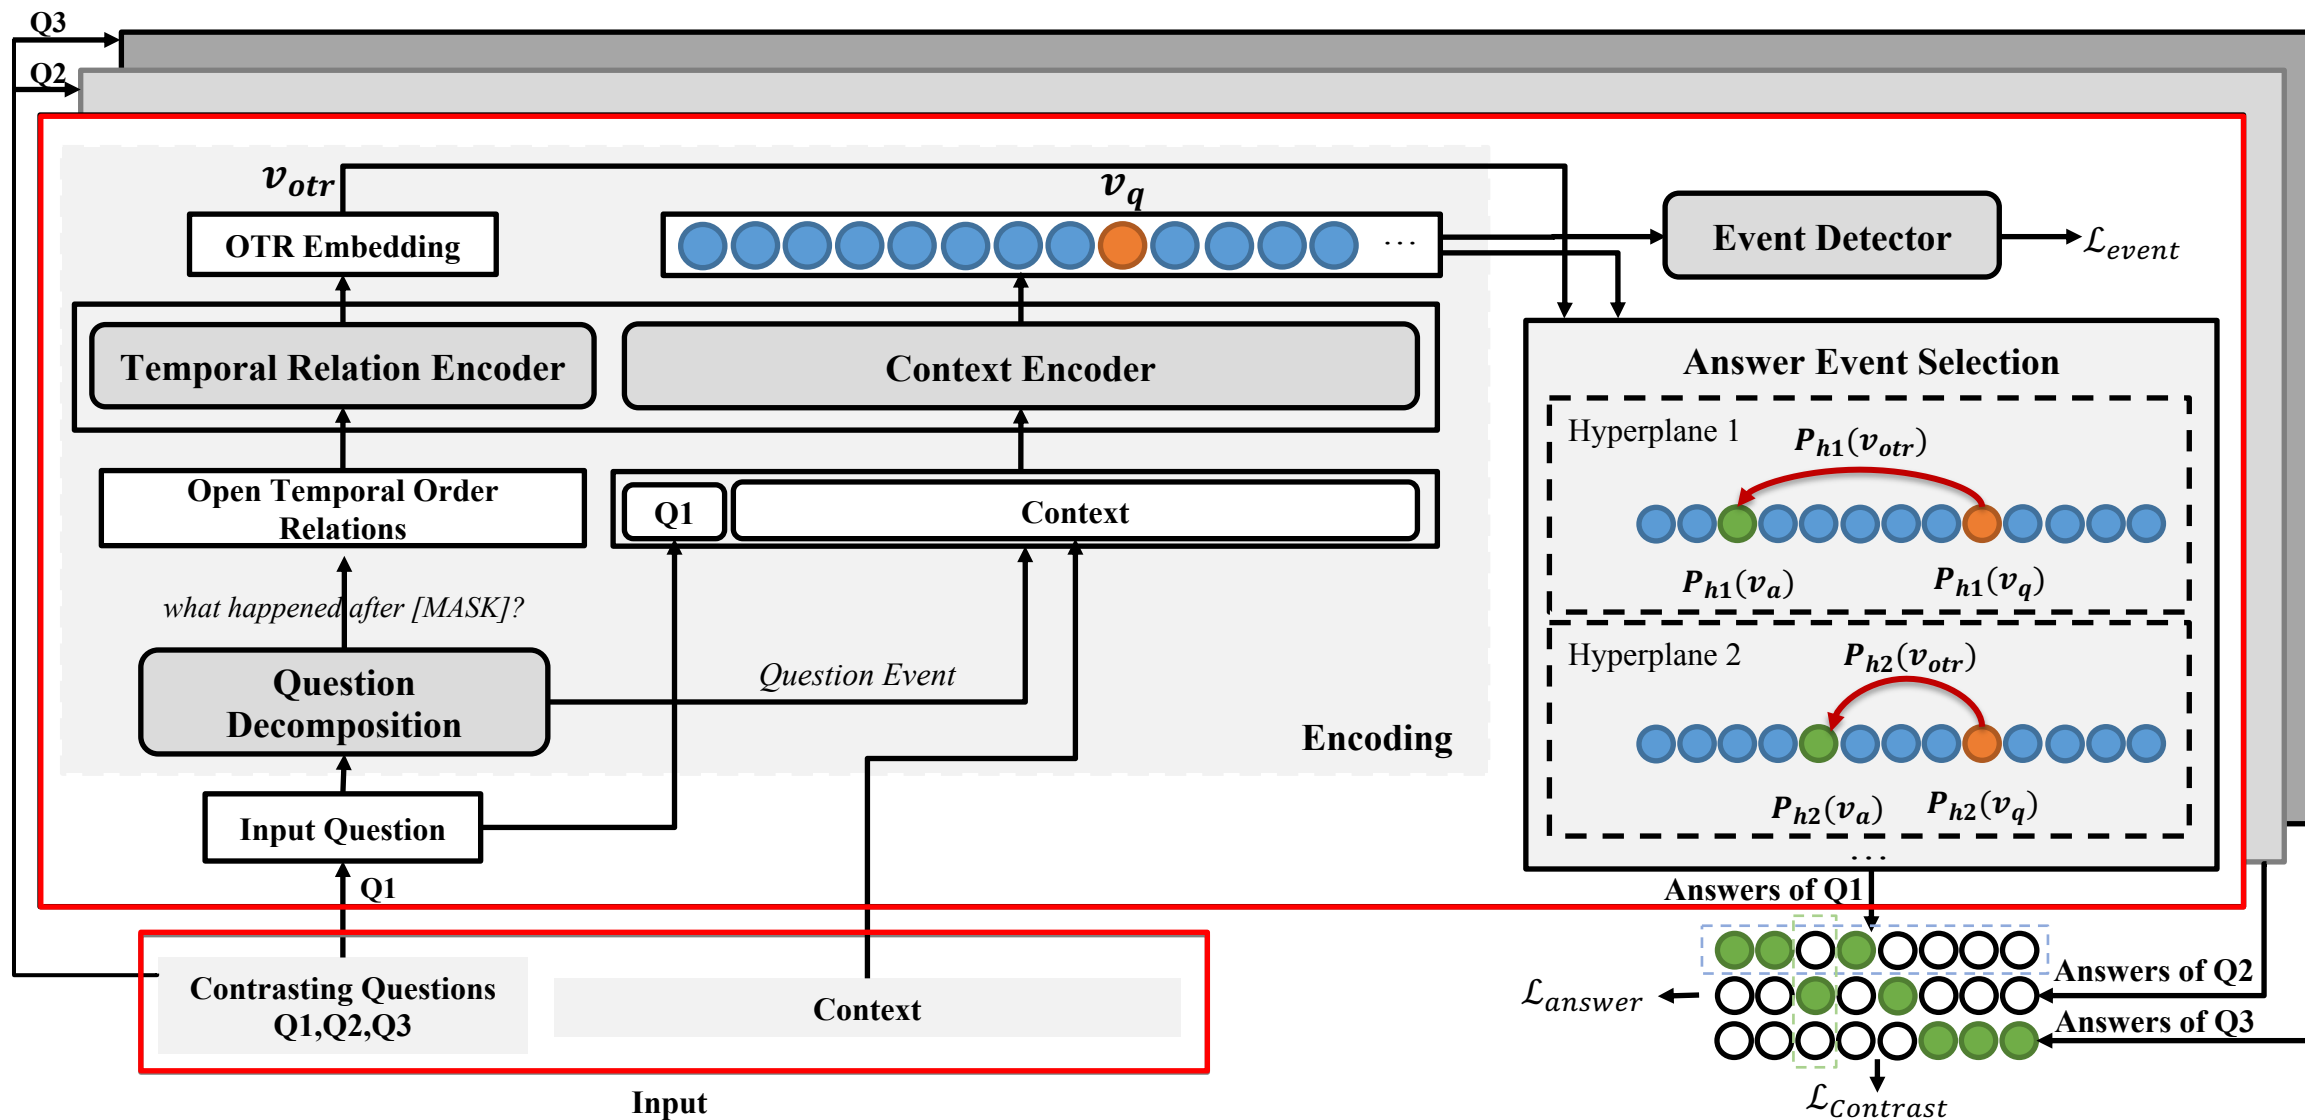 Q3
Q2
v_otr
v_q
OTR Embedding
...
Event Detector
ℒ_event
Temporal Relation Encoder
Context Encoder
Answer Event Selection
Hyperplane 1
P_h1(v_otr)
P_h1(v_a)
P_h1(v_q)
Open Temporal Order
Relations
Q1
Context
what happened after [MASK]?
Question
Decomposition
Question Event
Encoding
Hyperplane 2
P_h2(v_otr)
P_h2(v_a)
P_h2(v_q)
...
Input Question
Q1
Answers of Q1
Contrasting Questions
Q1,Q2,Q3
Context
Input
Answers of Q2
Answers of Q3
ℒ_answer
ℒ_Contrast